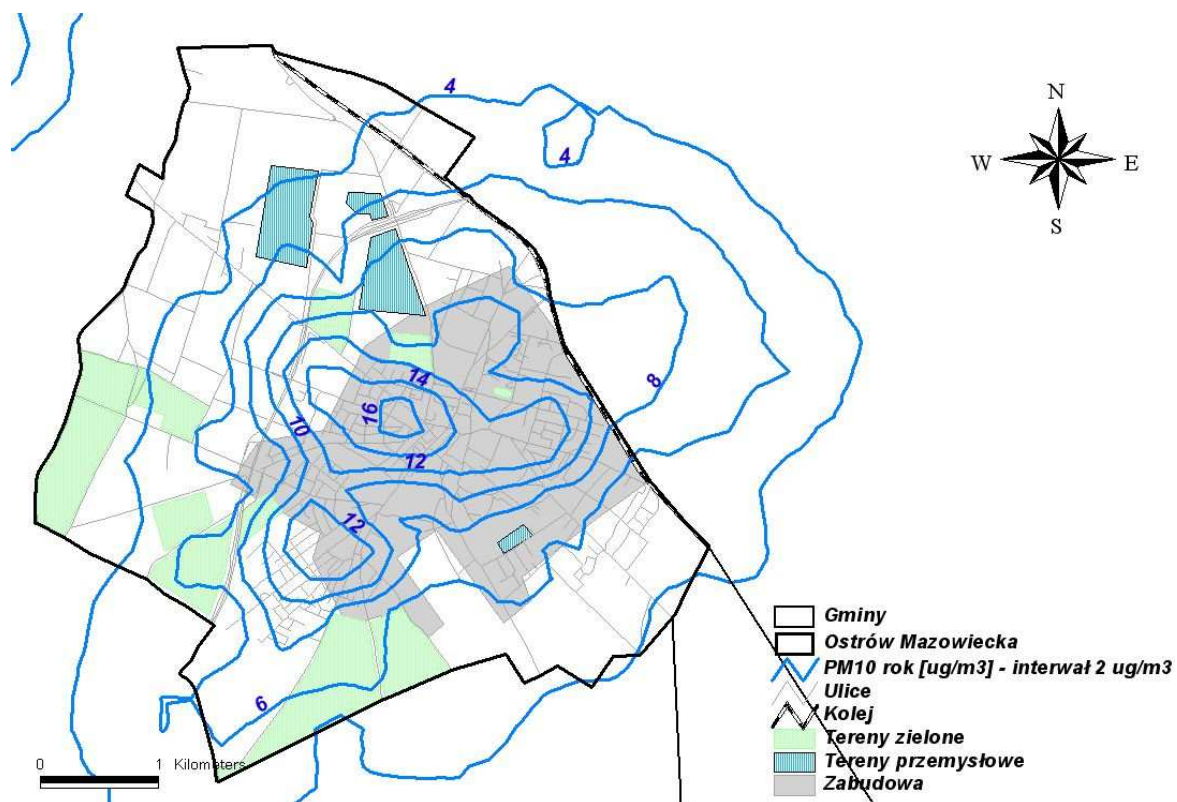 4
N
4
W E
S
8
14
16
10
12
12
6
Gminy
Ostrów Mazowiecka
PM10 rok [ug/m3] - interwał 2 ug/m3
Ulice
Kolej
Tereny zielone
Tereny przemysłowe
Zabudowa
0 1 Kilometers